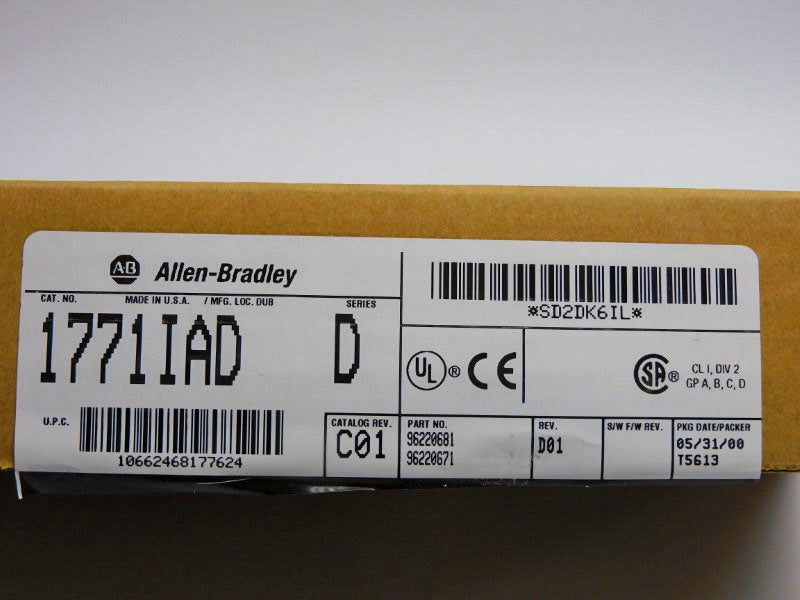 AB Allen-Bradley
CAT. NO. MADE IN U.S.A. / MFG. LOC. DUB SERIES
1771IAD D
U.P.C.
10662468177624
CATALOG REV.
C01
*SD2DK6IL*
UL ® CE
SA ® CL I, DIV 2
GP A, B, C, D
PART NO.
96220681
96220671
REV.
D01
S/W F/W REV.
PKG DATE/PACKER
05/31/00
T5613